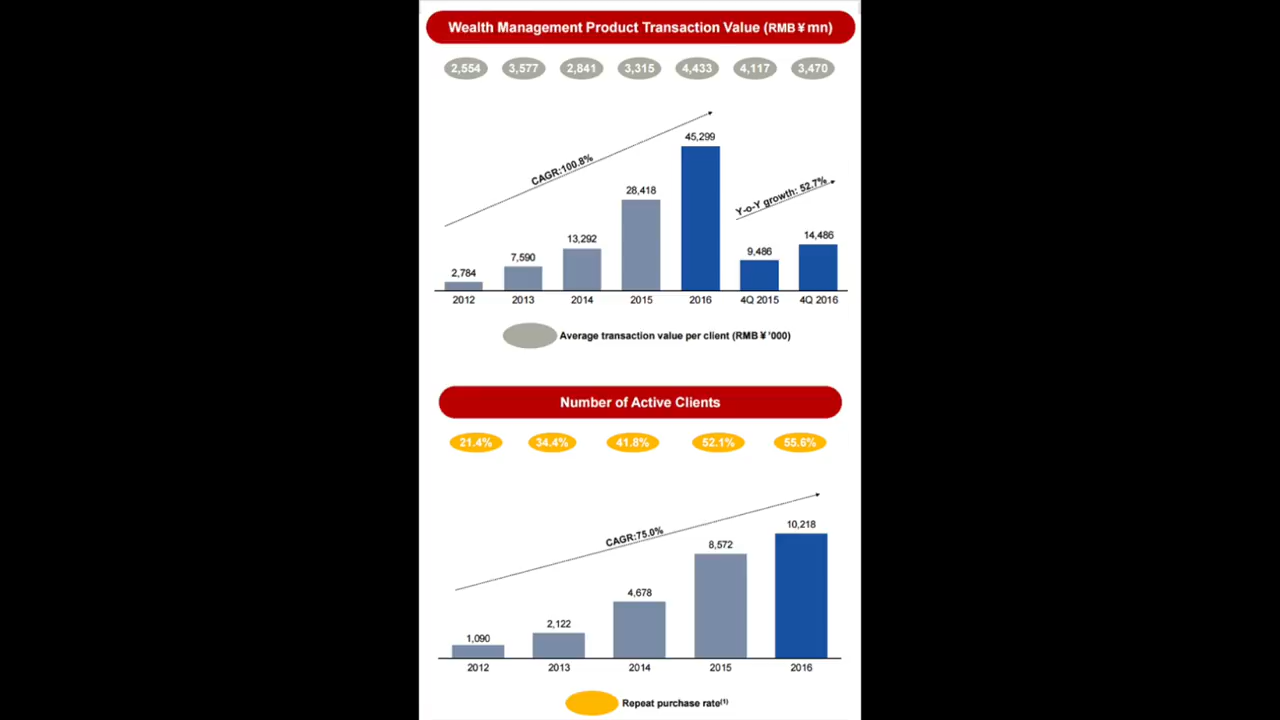 Wealth Management Product Transaction Value (RMB ¥ mn)
2,554 3,577 2,841 3,315 4,433 4,117 3,470
CAGR:100.8%
Y-o-Y growth: 52.7%
2,784 7,590 13,292 28,418 45,299 9,486 14,486
2012 2013 2014 2015 2016 4Q 2015 4Q 2016
Average transaction value per client (RMB ¥ '000)
Number of Active Clients
21.4% 34.4% 41.8% 52.1% 55.6%
CAGR:75.0%
1,090 2,122 4,678 8,572 10,218
2012 2013 2014 2015 2016
Repeat purchase rate(1)